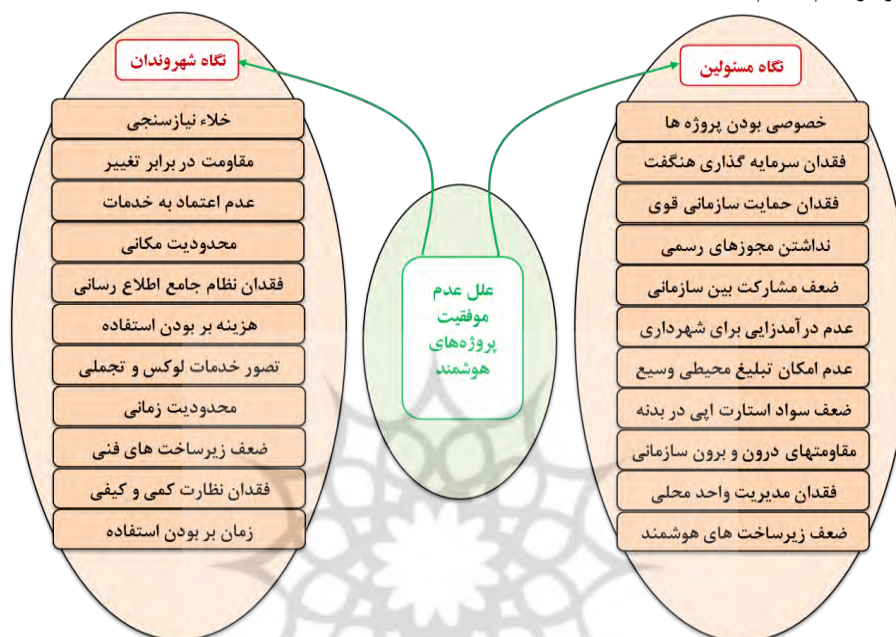 نگاه مسئولین
خصوصی بودن پروژه ها
فقدان سرمایه گذاری هنگفت
فقدان حمایت سازمانی قوی
نداشتن مجوزهای رسمی
ضعف مشارکت بین سازمانی
عدم درآمدزایی برای شهرداری
عدم امکان تبلیغ محیطی وسیع
ضعف سواد استارت اپی در بدنه
مقاومتهای درون و برون سازمانی
فقدان مدیریت واحد محلی
ضعف زیرساخت های هوشمند
علل عدم
موفقیت
پروژه‌های
هوشمند
نگاه شهروندان
خلاء نیازسنجی
مقاومت در برابر تغییر
عدم اعتماد به خدمات
محدودیت مکانی
فقدان نظام جامع اطلاع رسانی
هزینه بر بودن استفاده
تصور خدمات لوکس و تجملی
محدودیت زمانی
ضعف زیرساخت های فنی
فقدان نظارت کمی و کیفی
زمان بر بودن استفاده